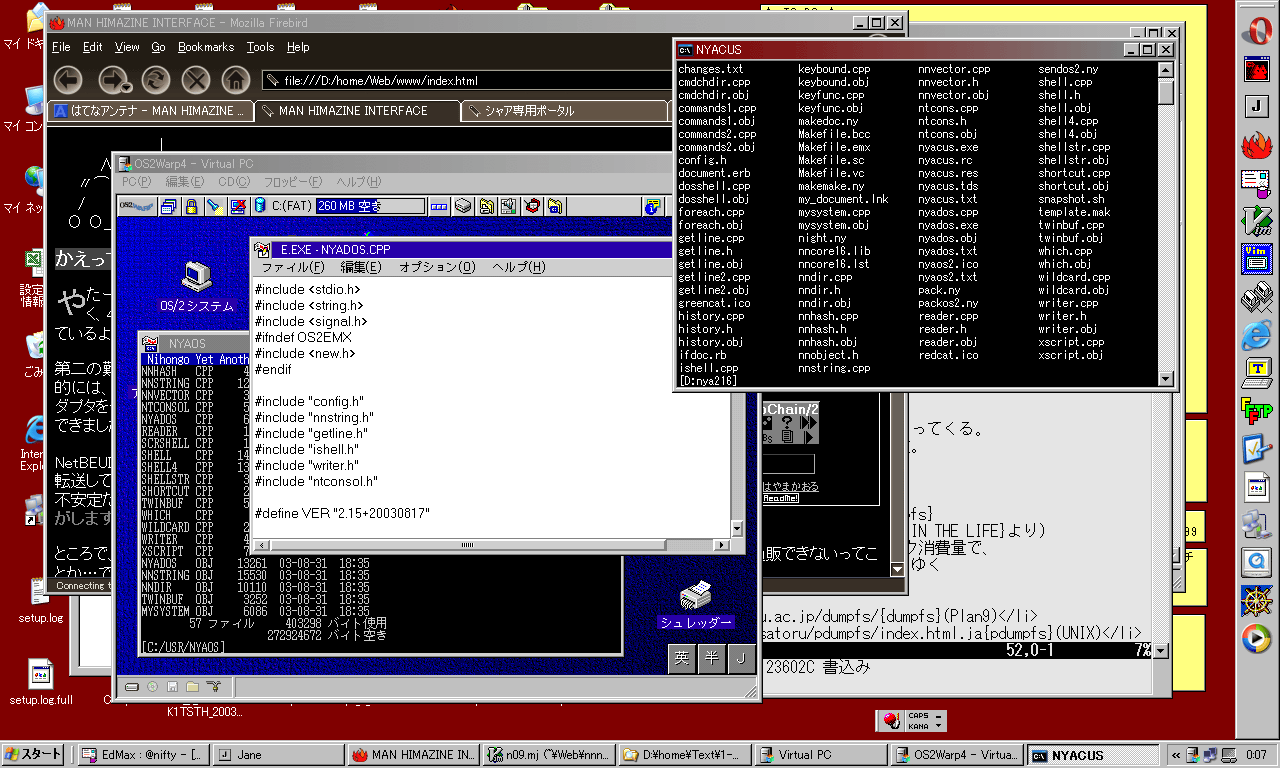 MAN HIMAZINE INTERFACE - Mozilla Firebird
File Edit View Go Bookmarks Tools Help
file:///D:/home/Web/www/index.html
はてなアンテナ - MAN HIMAZINE ...
MAN HIMAZINE INTERFACE
シャア専用ポータル
マイ ドキ
マイ コン
マイ ネッ
設定
情報
ごみ
Inter
Explo
setup.log
setup.log.full
K1TSTH_2003...
かえって
やたー
ているよ
第二の難
的には、
ダプタを
できまし
NetBEUI
転送して
不安定だ
がします
ところで、
とか…で
Connecting t
OS2Warp4 - Virtual PC
PC(P) 編集(E) CD(C) フロッピー(F) ヘルプ(H)
C:(FAT) 260 MB 空き
OS/2 システム
シュレッダー
英 半 J
E.EXE - NYADOS.CPP
ファイル(F) 編集(E) オプション(O) ヘルプ(H)
#include <stdio.h>
#include <string.h>
#include <signal.h>
#ifndef OS2EMX
#include <new.h>
#endif
#include "config.h"
#include "nnstring.h"
#include "getline.h"
#include "ishell.h"
#include "writer.h"
#include "ntconsol.h"
#define VER "2.15+20030817"
NYAOS
Nihongo Yet Anoth
NNHASH CPP 4
NNSTRING CPP 12
NNVECTOR CPP 3
NTCONSOL CPP 5
NYADOS CPP 6
READER CPP 1
SCRSHELL CPP 1
SHELL CPP 14
SHELL4 CPP 13
SHELLSTR CPP 3
SHORTCUT CPP 2
TWINBUF CPP 5
WHICH CPP
WILDCARD CPP 2
WRITER CPP 4
XSCRIPT CPP 7
NYADOS OBJ 13261 03-08-31 18:35
NNSTRING OBJ 15530 03-08-31 18:35
NNDIR OBJ 10110 03-08-31 18:35
TWINBUF OBJ 3252 03-08-31 18:35
MYSYSTEM OBJ 6086 03-08-31 18:35
57 ファイル 403298 バイト使用
272924672 バイト空き
[C:/USR/NYAOS]
NYACUS
changes.txt keybound.cpp nnvector.cpp sendos2.ny
cmdchdir.cpp keybound.obj nnvector.h shell.cpp
cmdchdir.obj keyfunc.cpp nnvector.obj shell.h
commands1.cpp keyfunc.obj ntcons.cpp shell.obj
commands1.obj makedoc.ny ntcons.h shell4.cpp
commands2.cpp Makefile.bcc ntcons.obj shell4.obj
commands2.obj Makefile.emx nyacus.exe shellstr.cpp
config.h Makefile.sc nyacus.rc shellstr.obj
document.erb Makefile.vc nyacus.res shortcut.cpp
dosshell.cpp makemake.ny nyacus.tds shortcut.obj
dosshell.obj my_document.lnk nyacus.txt snapshot.sh
foreach.cpp mysystem.cpp nyados.cpp template.mak
foreach.obj mysystem.obj nyados.exe twinbuf.cpp
getline.cpp night.ny nyados.obj twinbuf.obj
getline.h nncore16.lib nyados.txt which.cpp
getline.obj nncore16.lst nyaos2.ico which.obj
getline2.cpp nndir.cpp nyaos2.txt wildcard.cpp
getline2.obj nndir.h pack.ny wildcard.obj
greencat.ico nndir.obj packos2.ny writer.cpp
history.cpp nnhash.cpp reader.cpp writer.h
history.h nnhash.h reader.h writer.obj
history.obj nnhash.obj reader.obj xscript.cpp
ifdoc.rb nnobject.h Ancat.ico xscript.obj
ishell.cpp nnstring.cpp
[D:nya216]
oChain/2
はやまかおる
ReadMe!
販できないってこ
ってくる。
fs]
IN THE LIFE]より)
消費量で、
ゆく
u.ac.jp/dumpfs/[dumpfs](Plan9)</li>
satoru/pdumpfs/index.html.ja[pdumpfs](UNIX)</li>
52,0-1 7%
23602C 書込み
CAPS
KANA
スタート
EdMax : @nifty - [...
Jane
MAN HIMAZINE IN...
n09.mj (~\Web\nnn...
D:\home\Text\1-...
Virtual PC
OS2Warp4 - Virtua...
NYACUS
0:07